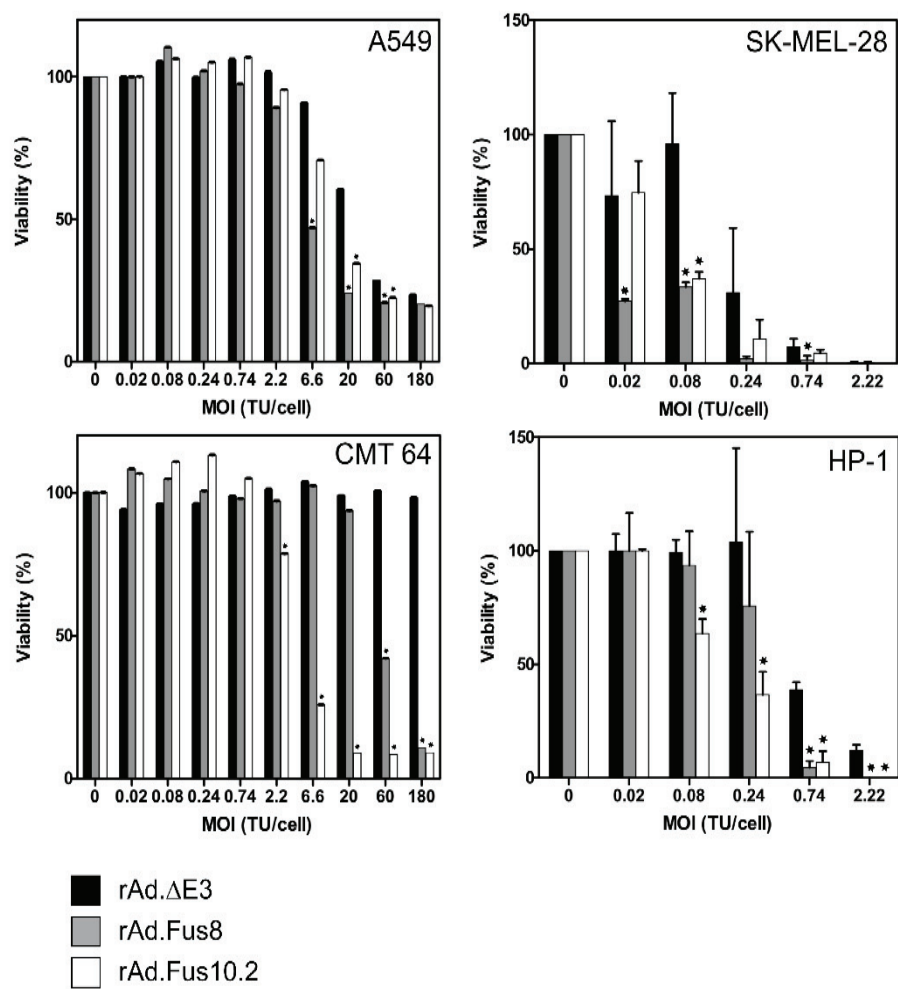 A549
Viability (%)
150
100
50
0
0 0.02 0.08 0.24 0.74 2.2 6.6 20 60 180
MOI (TU/cell)
SK-MEL-28
Viability (%)
150
100
50
0
0 0.02 0.08 0.24 0.74 2.22
MOI (TU/cell)
CMT 64
Viability (%)
100
50
0
0 0.02 0.08 0.24 0.74 2.2 6.6 20 60 180
MOI (TU/cell)
HP-1
Viability (%)
150
100
50
0
0 0.02 0.08 0.24 0.74 2.22
MOI (TU/cell)
rAd.ΔE3
rAd.Fus8
rAd.Fus10.2